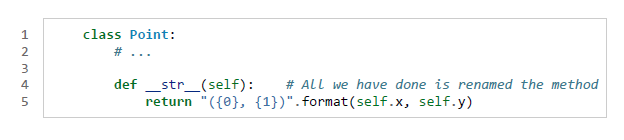 1 class Point:
2 # ...
3
4 def __str__(self): # All we have done is renamed the method
5 return "({0}, {1})".format(self.x, self.y)